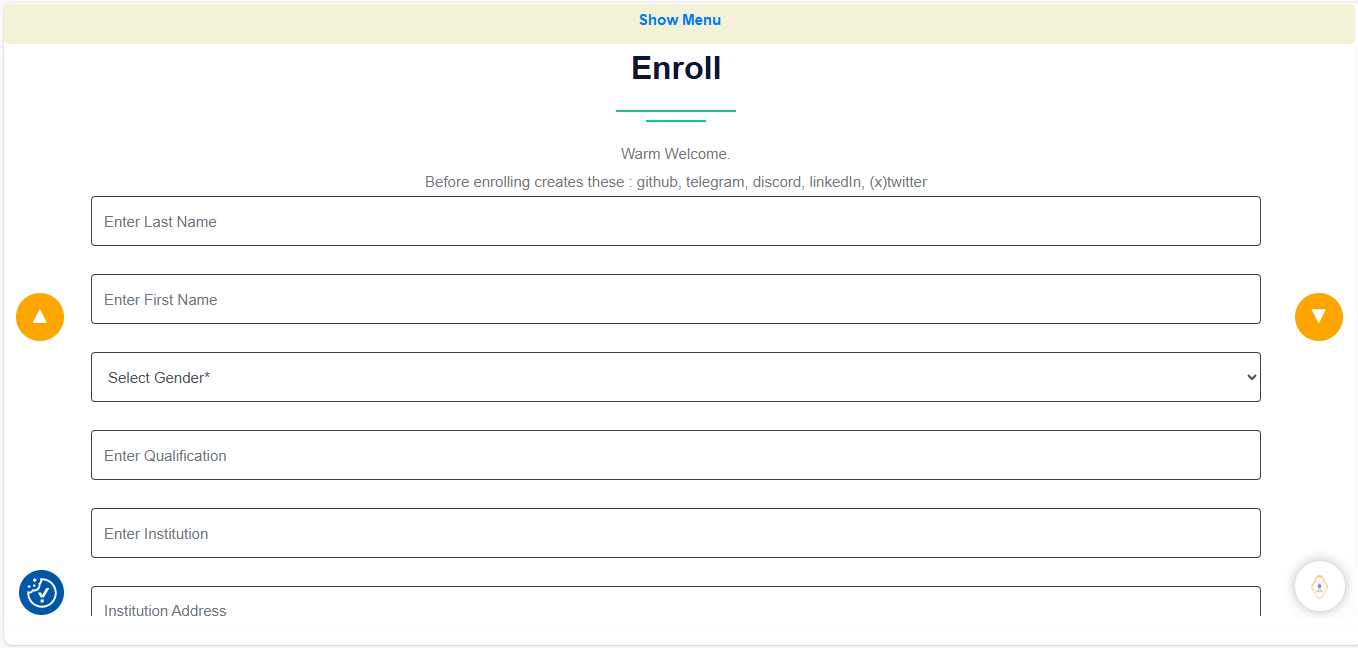 Show Menu
Enroll
Warm Welcome.
Before enrolling creates these : github, telegram, discord, linkedIn, (x)twitter
Enter Last Name
Enter First Name
Select Gender*
Enter Qualification
Enter Institution
Institution Address